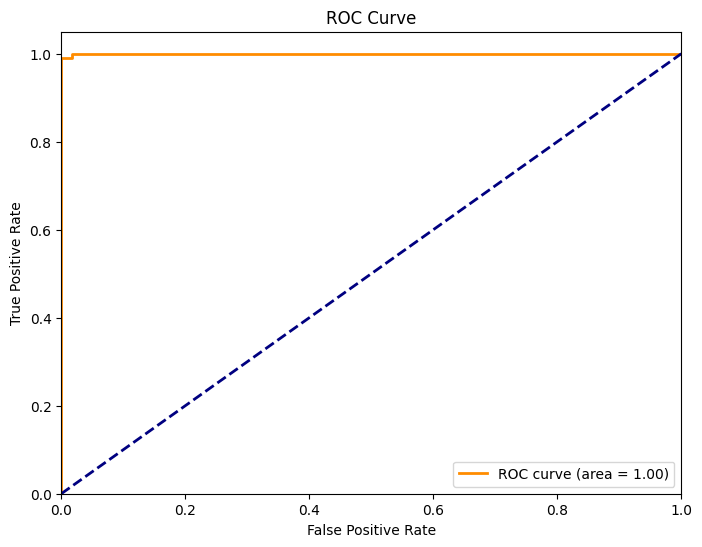 ROC Curve
1.0
0.8
0.6
0.4
0.2
0.0
True Positive Rate
ROC curve (area = 1.00)
0.0 0.2 0.4 0.6 0.8 1.0
False Positive Rate